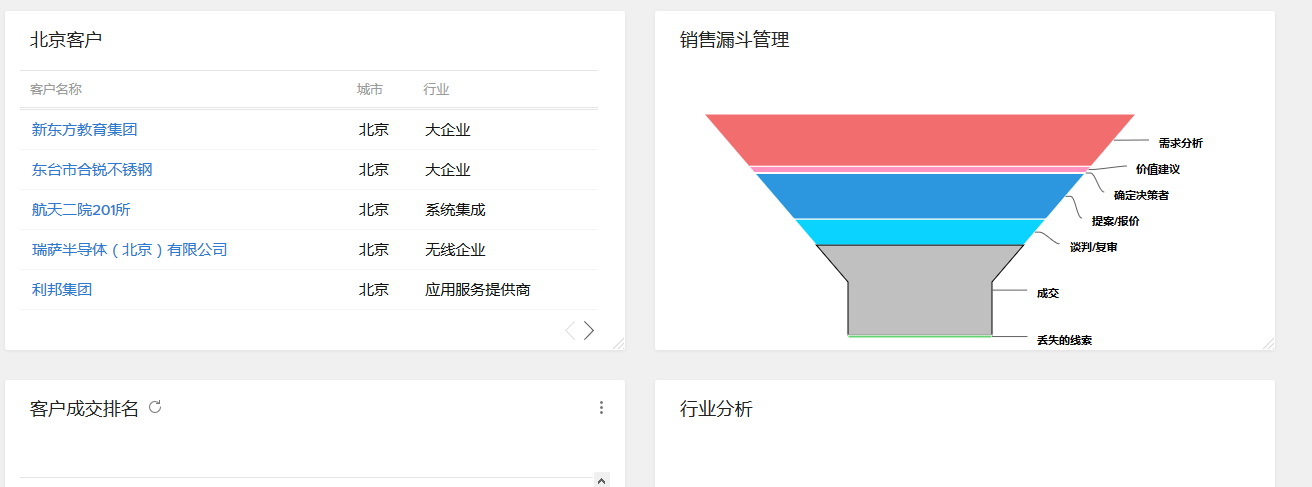 北京客户
客户名称 城市 行业
新东方教育集团 北京 大企业
东台市合锐不锈钢 北京 大企业
航天二院201所 北京 系统集成
瑞萨半导体（北京）有限公司 北京 无线企业
利邦集团 北京 应用服务提供商
销售漏斗管理
需求分析
价值建议
确定决策者
提案/报价
谈判/复审
成交
丢失的线索
客户成交排名
行业分析